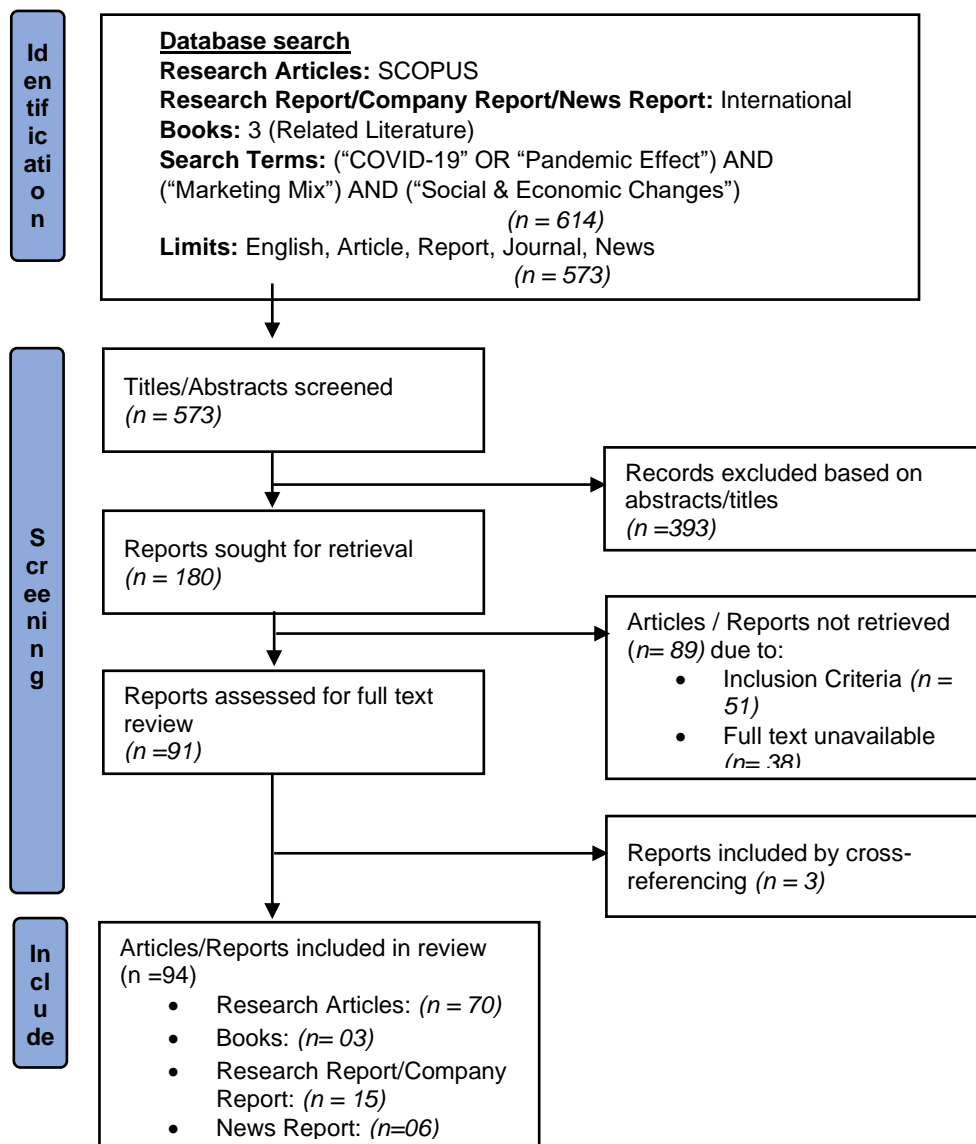 Id
en
tif
ic
ati
o
n
Database search
Research Articles: SCOPUS
Research Report/Company Report/News Report: International
Books: 3 (Related Literature)
Search Terms: (“COVID-19” OR “Pandemic Effect”) AND
(“Marketing Mix”) AND (“Social & Economic Changes”)
(n = 614)
Limits: English, Article, Report, Journal, News
(n = 573)
S
cr
ee
ni
n
g
Titles/Abstracts screened
(n = 573)
Records excluded based on
abstracts/titles
(n =393)
Reports sought for retrieval
(n = 180)
Articles / Reports not retrieved
(n= 89) due to:
• Inclusion Criteria (n =
51)
• Full text unavailable
(n= 38)
Reports assessed for full text
review
(n =91)
Reports included by cross-
referencing (n = 3)
In
cl
u
de
Articles/Reports included in review
(n =94)
• Research Articles: (n = 70)
• Books: (n= 03)
• Research Report/Company
Report: (n = 15)
• News Report: (n=06)